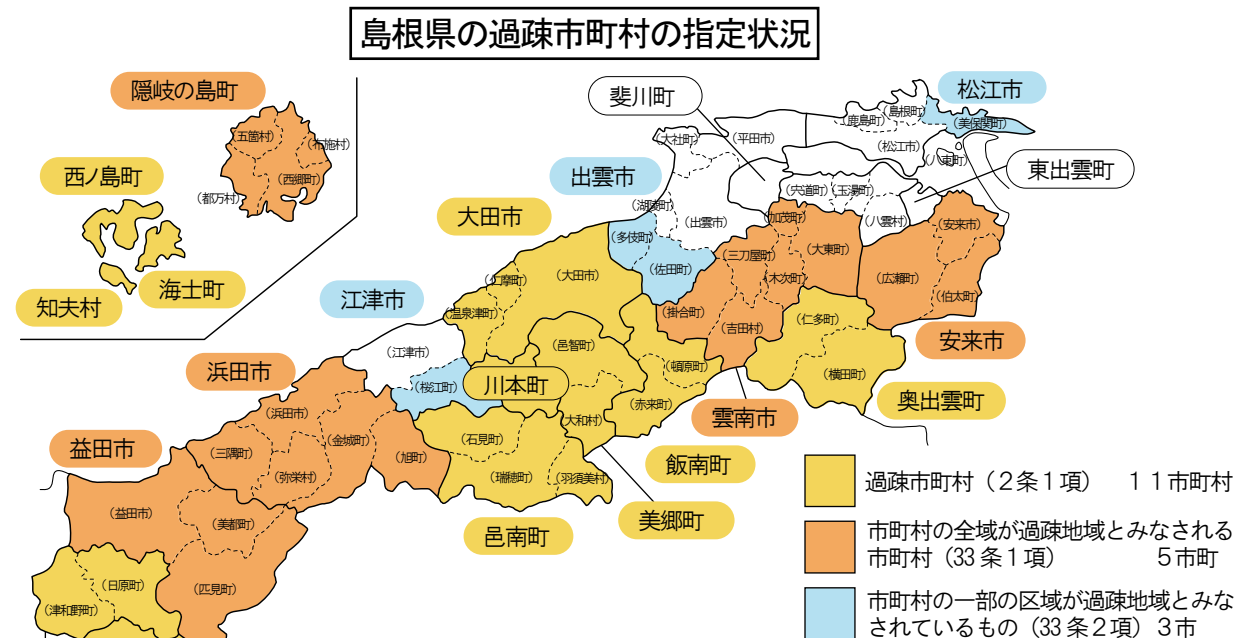 島根県の過疎市町村の指定状況
隠岐の島町
(五箇村)
(布施村)
(西郷町)
(都万村)
西ノ島町
海士町
知夫村
斐川町
松江市
(島根町)
(鹿島町)
(美保関町)
(松江市)
(八束町)
東出雲町
(平田市)
(大社町)
出雲市
(湖陵町)
(出雲市)
(多伎町)
(佐田町)
(宍道町)
(玉湯町)
(八雲村)
(加茂町)
(大東町)
(三刀屋町)
(木次町)
(掛合町)
(吉田村)
(安来市)
(広瀬町)
(伯太町)
安来市
大田市
(大田市)
(仁摩町)
(温泉津町)
(仁多町)
(横田町)
奥出雲町
雲南市
江津市
(江津市)
(桜江町)
川本町
(邑智町)
(大和村)
(頓原町)
(赤来町)
飯南町
美郷町
(石見町)
(瑞穂町)
(羽須美村)
邑南町
浜田市
(浜田市)
(金城町)
(三隅町)
(弥栄村)
(旭町)
益田市
(益田市)
(美都町)
(匹見町)
(日原町)
(津和野町)
過疎市町村(2条1項) 11市町村
市町村の全域が過疎地域とみなされる
市町村(33条1項) 5市町
市町村の一部の区域が過疎地域とみな
されているもの(33条2項)3市